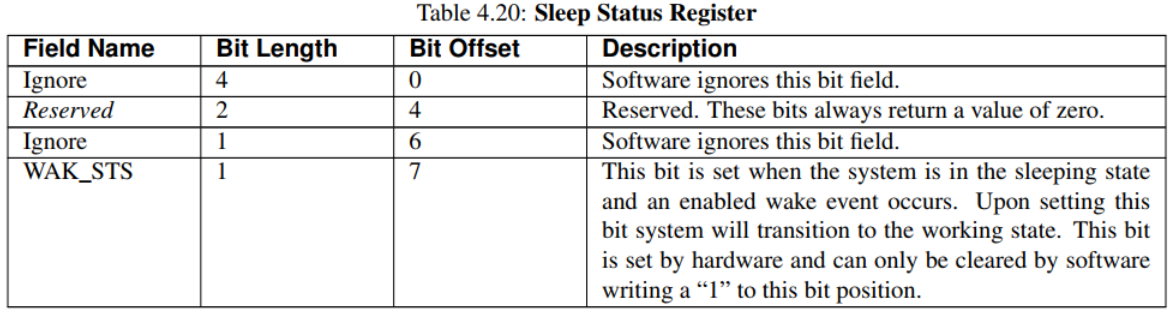 Table 4.20: Sleep Status Register
Field Name Bit Length Bit Offset Description
Ignore 4 0 Software ignores this bit field.
Reserved 2 4 Reserved. These bits always return a value of zero.
Ignore 1 6 Software ignores this bit field.
WAK_STS 1 7 This bit is set when the system is in the sleeping state
and an enabled wake event occurs. Upon setting this
bit system will transition to the working state. This bit
is set by hardware and can only be cleared by software
writing a “1” to this bit position.